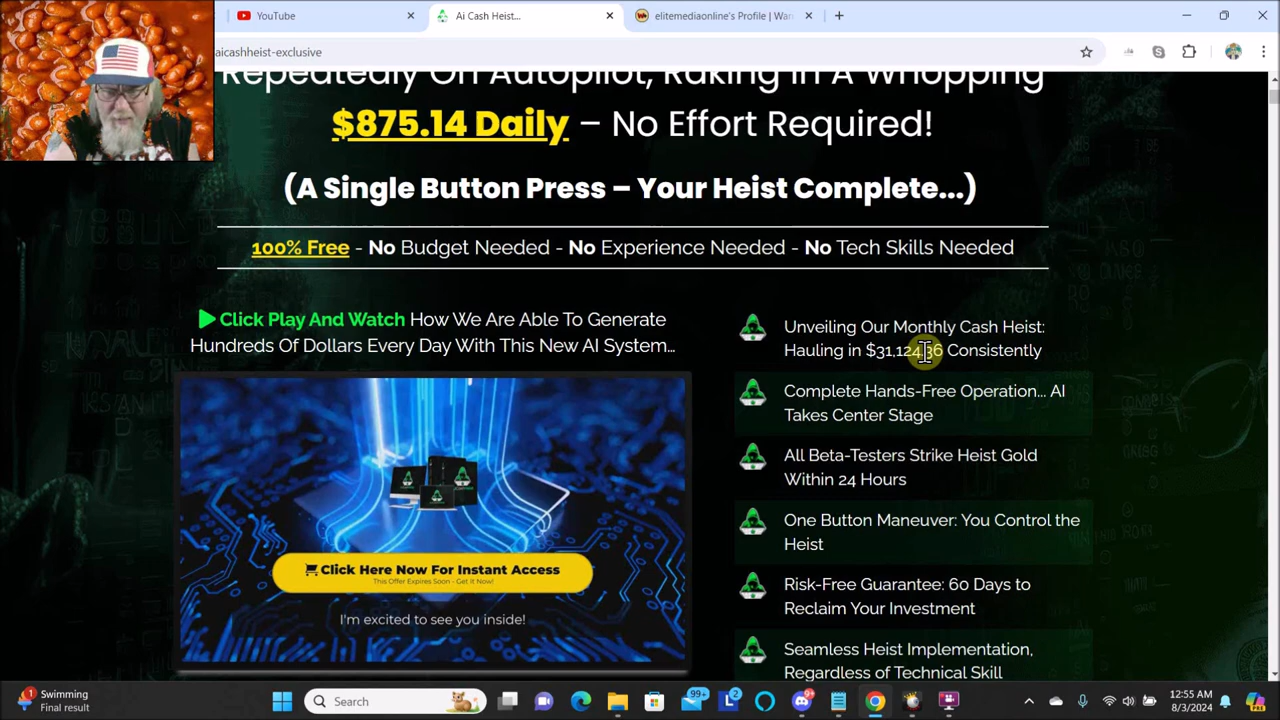 YouTube
Ai Cash Heist...
elitemediaonline's Profile | Wa
aicashheist-exclusive
Repeatedly On Autopilot, Raking In A Whopping
$875.14 Daily – No Effort Required!
(A Single Button Press – Your Heist Complete...)
100% Free - No Budget Needed - No Experience Needed - No Tech Skills Needed
Click Play And Watch How We Are Able To Generate
Hundreds Of Dollars Every Day With This New AI System...
Click Here Now For Instant Access
This Offer Expires Soon - Get It Now!
I'm excited to see you inside!
Unveiling Our Monthly Cash Heist:
Hauling in $31,124.36 Consistently
Complete Hands-Free Operation... AI
Takes Center Stage
All Beta-Testers Strike Heist Gold
Within 24 Hours
One Button Maneuver: You Control the
Heist
Risk-Free Guarantee: 60 Days to
Reclaim Your Investment
Seamless Heist Implementation,
Regardless of Technical Skill
1
Swimming
Final result
Search
99+
2
9+
12:55 AM
8/3/2024